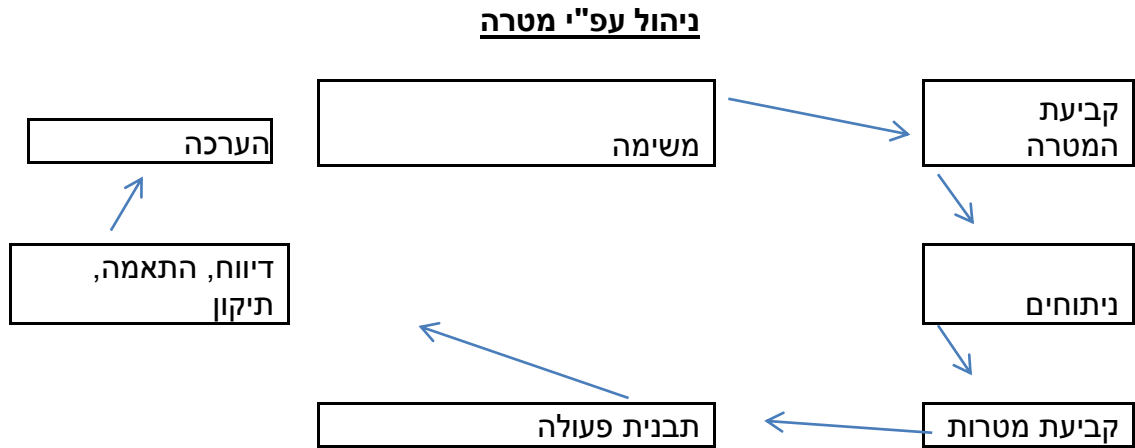 ניהול עפ"י מטרה
קביעת
המטרה
משימה
הערכה
דיווח, התאמה,
תיקון
ניתוחים
קביעת מטרות
תבנית פעולה